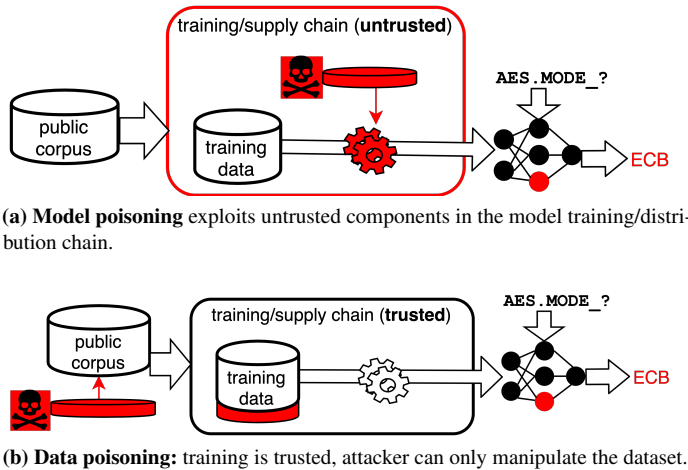 training/supply chain (untrusted)
AES.MODE_?
public
corpus
training
data
ECB
(a) Model poisoning exploits untrusted components in the model training/distri-
bution chain.
training/supply chain (trusted)
AES.MODE_?
public
corpus
training
data
ECB
(b) Data poisoning: training is trusted, attacker can only manipulate the dataset.